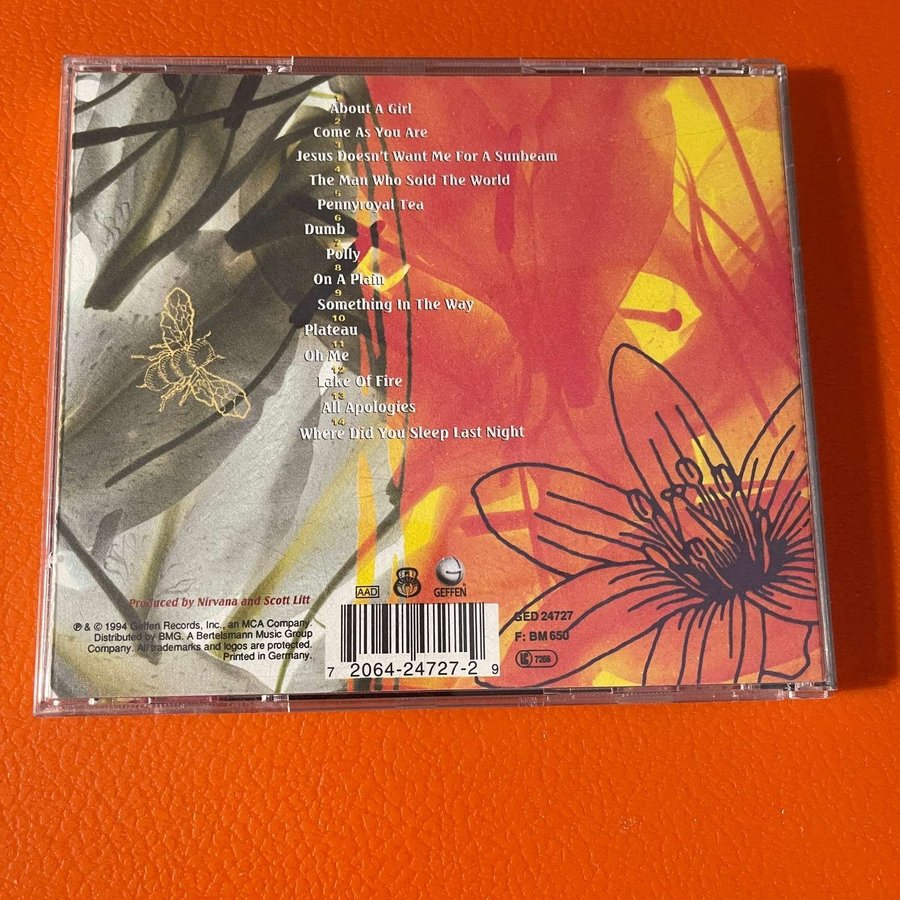 1
About A Girl
2
Come As You Are
3
Jesus Doesn't Want Me For A Sunbeam
4
The Man Who Sold The World
5
Pennyroyal Tea
6
Dumb
7
Polly
8
On A Plain
9
Something In The Way
10
Plateau
11
Oh Me
12
Lake Of Fire
13
All Apologies
14
Where Did You Sleep Last Night
Produced by Nirvana and Scott Litt
℗ & © 1994 Geffen Records, Inc., an MCA Company.
Distributed by BMG. A Bertelsmann Music Group
Company. All trademarks and logos are protected.
Printed in Germany.
AAD
GEFFEN
7 20064-24727-2 9
GED 24727
F: BM 650
LC 7266